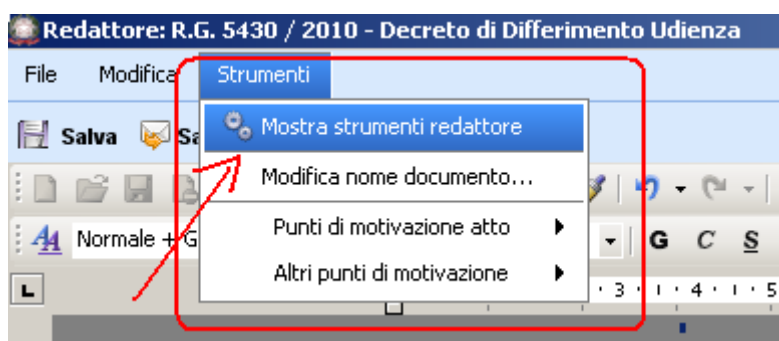 Redattore: R.G. 5430 / 2010 - Decreto di Differimento Udienza
File Modifica Strumenti
Salva Sa
Mostra strumenti redattore
Modifica nome documento...
Normale + G
Punti di motivazione atto
G C S
Altri punti di motivazione
L
3 4 5